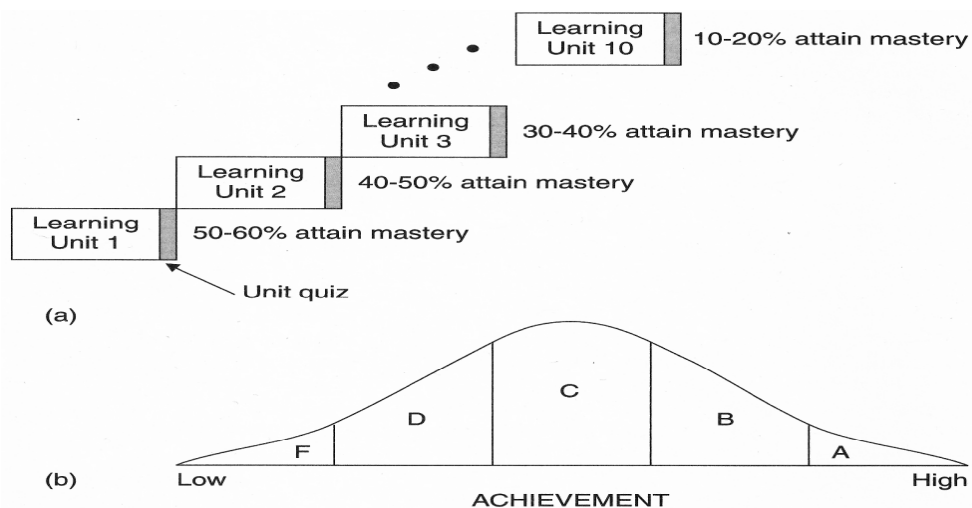 Learning
Unit 10
10-20% attain mastery
Learning
Unit 3
30-40% attain mastery
Learning
Unit 2
40-50% attain mastery
Learning
Unit 1
50-60% attain mastery
Unit quiz
(a)
C
D
B
F
A
(b)
Low
High
ACHIEVEMENT